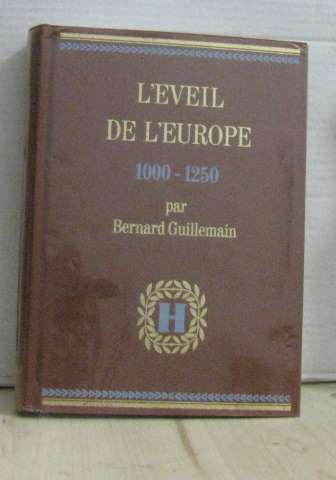 L'EVEIL
DE L'EUROPE
1000 - 1250
par
Bernard Guillemain
H